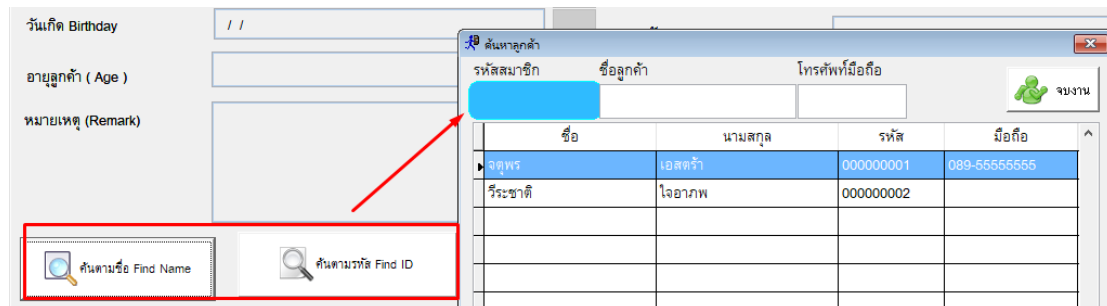 วันเกิด Birthday
/ /
อายุลูกค้า ( Age )
หมายเหตุ (Remark)
ค้นตามชื่อ Find Name
ค้นตามรหัส Find ID
ค้นหาลูกค้า
รหัสสมาชิก ชื่อลูกค้า โทรศัพท์มือถือ
จบงาน
ชื่อ นามสกุล รหัส มือถือ
จตุพร เอสตร้า 000000001 089-55555555
วีระชาติ ใจอาภพ 000000002